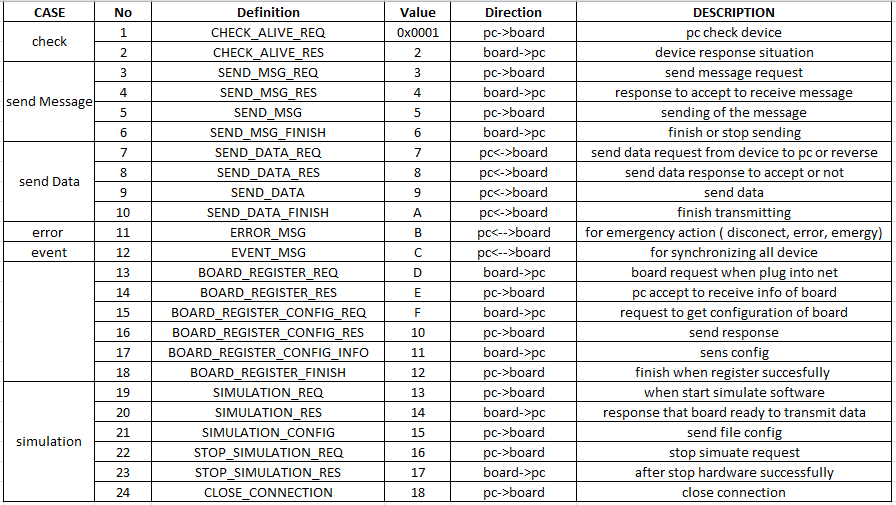 CASE No Definition Value Direction DESCRIPTION
check 1 CHECK_ALIVE_REQ 0x0001 pc->board pc check device
2 CHECK_ALIVE_RES 2 board->pc device response situation
send Message 3 SEND_MSG_REQ 3 pc->board send message request
4 SEND_MSG_RES 4 board->pc response to accept to receive message
5 SEND_MSG 5 pc->board sending of the message
6 SEND_MSG_FINISH 6 board->pc finish or stop sending
send Data 7 SEND_DATA_REQ 7 pc<->board send data request from device to pc or reverse
8 SEND_DATA_RES 8 pc<->board send data response to accept or not
9 SEND_DATA 9 pc<->board send data
10 SEND_DATA_FINISH A pc<->board finish transmitting
error 11 ERROR_MSG B pc<-->board for emergency action ( disconect, error, emergy)
event 12 EVENT_MSG C pc<-->board for synchronizing all device
13 BOARD_REGISTER_REQ D board->pc board request when plug into net
14 BOARD_REGISTER_RES E pc->board pc accept to receive info of board
15 BOARD_REGISTER_CONFIG_REQ F board->pc request to get configuration of board
16 BOARD_REGISTER_CONFIG_RES 10 pc->board send response
17 BOARD_REGISTER_CONFIG_INFO 11 board->pc sens config
18 BOARD_REGISTER_FINISH 12 pc->board finish when register succesfully
simulation 19 SIMULATION_REQ 13 pc->board when start simulate software
20 SIMULATION_RES 14 board->pc response that board ready to transmit data
21 SIMULATION_CONFIG 15 pc->board send file config
22 STOP_SIMULATION_REQ 16 pc->board stop simuate request
23 STOP_SIMULATION_RES 17 board->pc after stop hardware successfully
24 CLOSE_CONNECTION 18 pc->board close connection